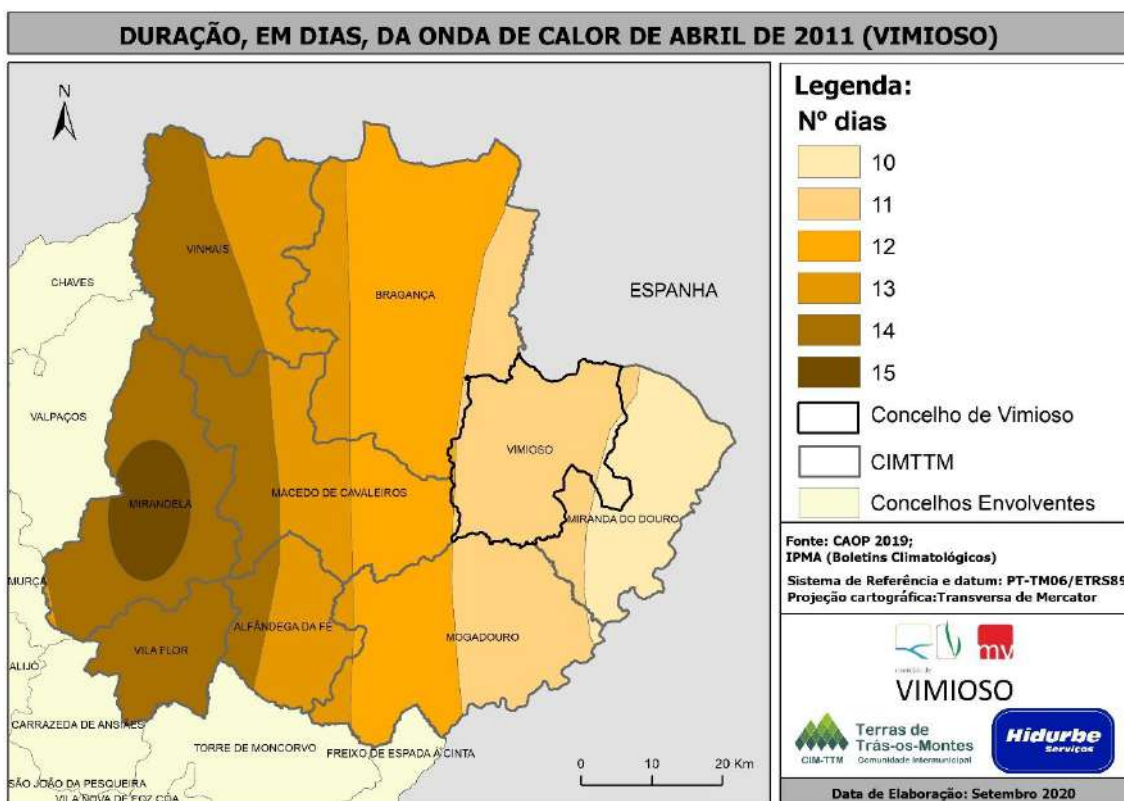 DURAÇÃO, EM DIAS, DA ONDA DE CALOR DE ABRIL DE 2011 (VIMIOSO)
N
VINHAIS
CHAVES
BRAGANÇA
ESPANHA
VALPAÇOS
VIMIOSO
MIRANDELA
MACEDO DE CAVALEIROS
MIRANDA DO DOURO
MURÇA
ALFÂNDEGA DA FÉ
MOGADOURO
VILA FLOR
ALIJÓ
CARRAZEDA DE ANSIÃES
TORRE DE MONCORVO
FREIXO DE ESPADA À CINTA
SÃO JOÃO DA PESQUEIRA
VILA NOVA DE FOZ CÔA
0 10 20 Km
Legenda:
Nº dias
10
11
12
13
14
15
Concelho de Vimioso
CIMTTM
Concelhos Envolventes
Fonte: CAOP 2019;
IPMA (Boletins Climatológicos)
Sistema de Referência e datum: PT-TM06/ETRS89
Projeção cartográfica:Transversa de Mercator
mv
VIMIOSO
Terras de
Trás-os-Montes
CIM-TTM Comunidade Intermunicipal
Hidurbe
Serviços
Data de Elaboração: Setembro 2020